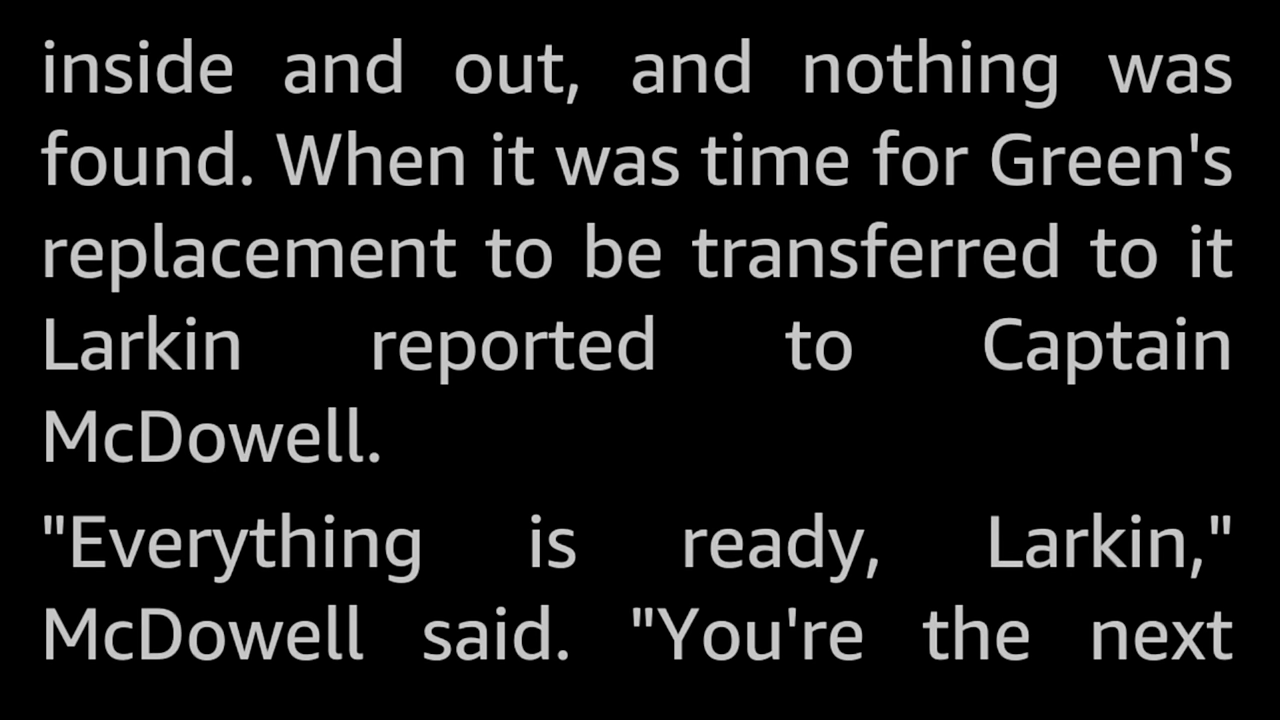 inside and out, and nothing was
found. When it was time for Green's
replacement to be transferred to it
Larkin reported to Captain
McDowell.
"Everything is ready, Larkin,"
McDowell said. "You're the next